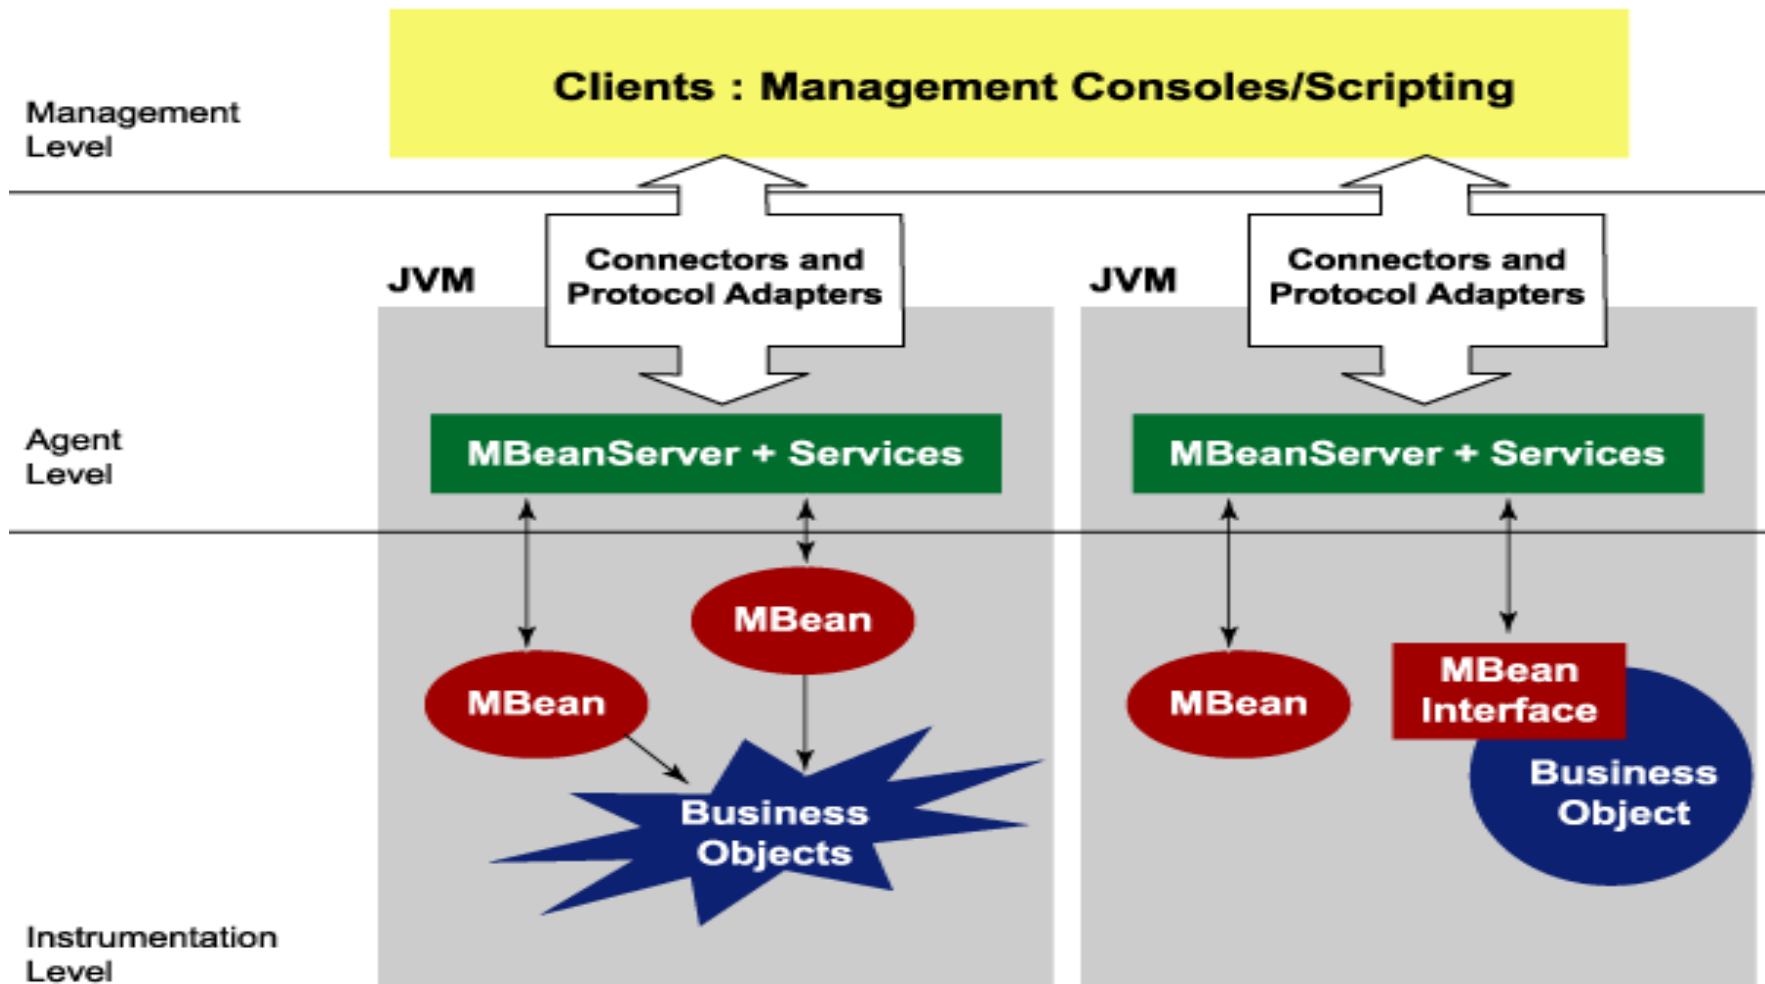 Clients : Management Consoles/Scripting
Management
Level
Connectors and
Protocol Adapters
Connectors and
Protocol Adapters
JVM
JVM
Agent
Level
MBeanServer + Services
MBeanServer + Services
MBean
MBean
MBean
MBean
Interface
Business
Objects
Business
Object
Instrumentation
Level